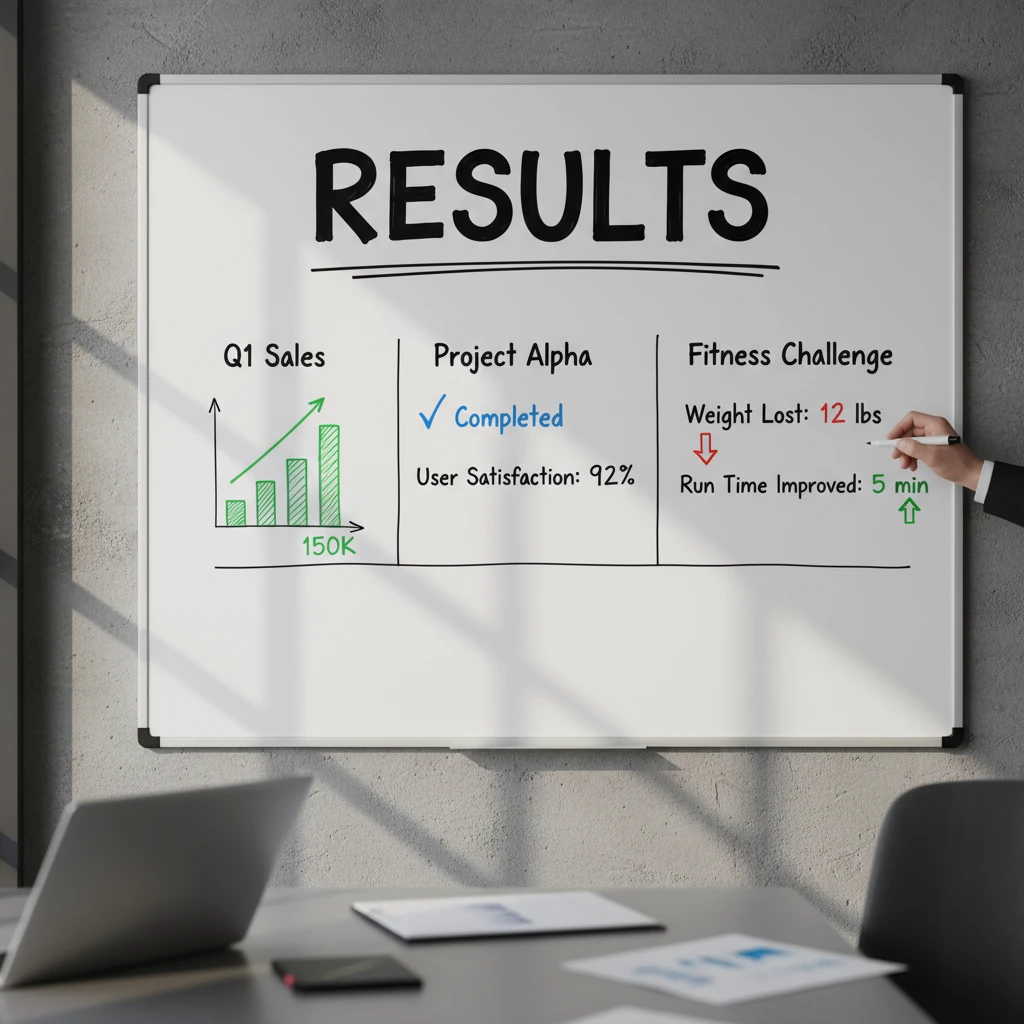 RESULTS
Q1 Sales
150K
Project Alpha
✓ Completed
User Satisfaction: 92%
Fitness Challenge
Weight Lost: 12 lbs
Run Time Improved: 5 min